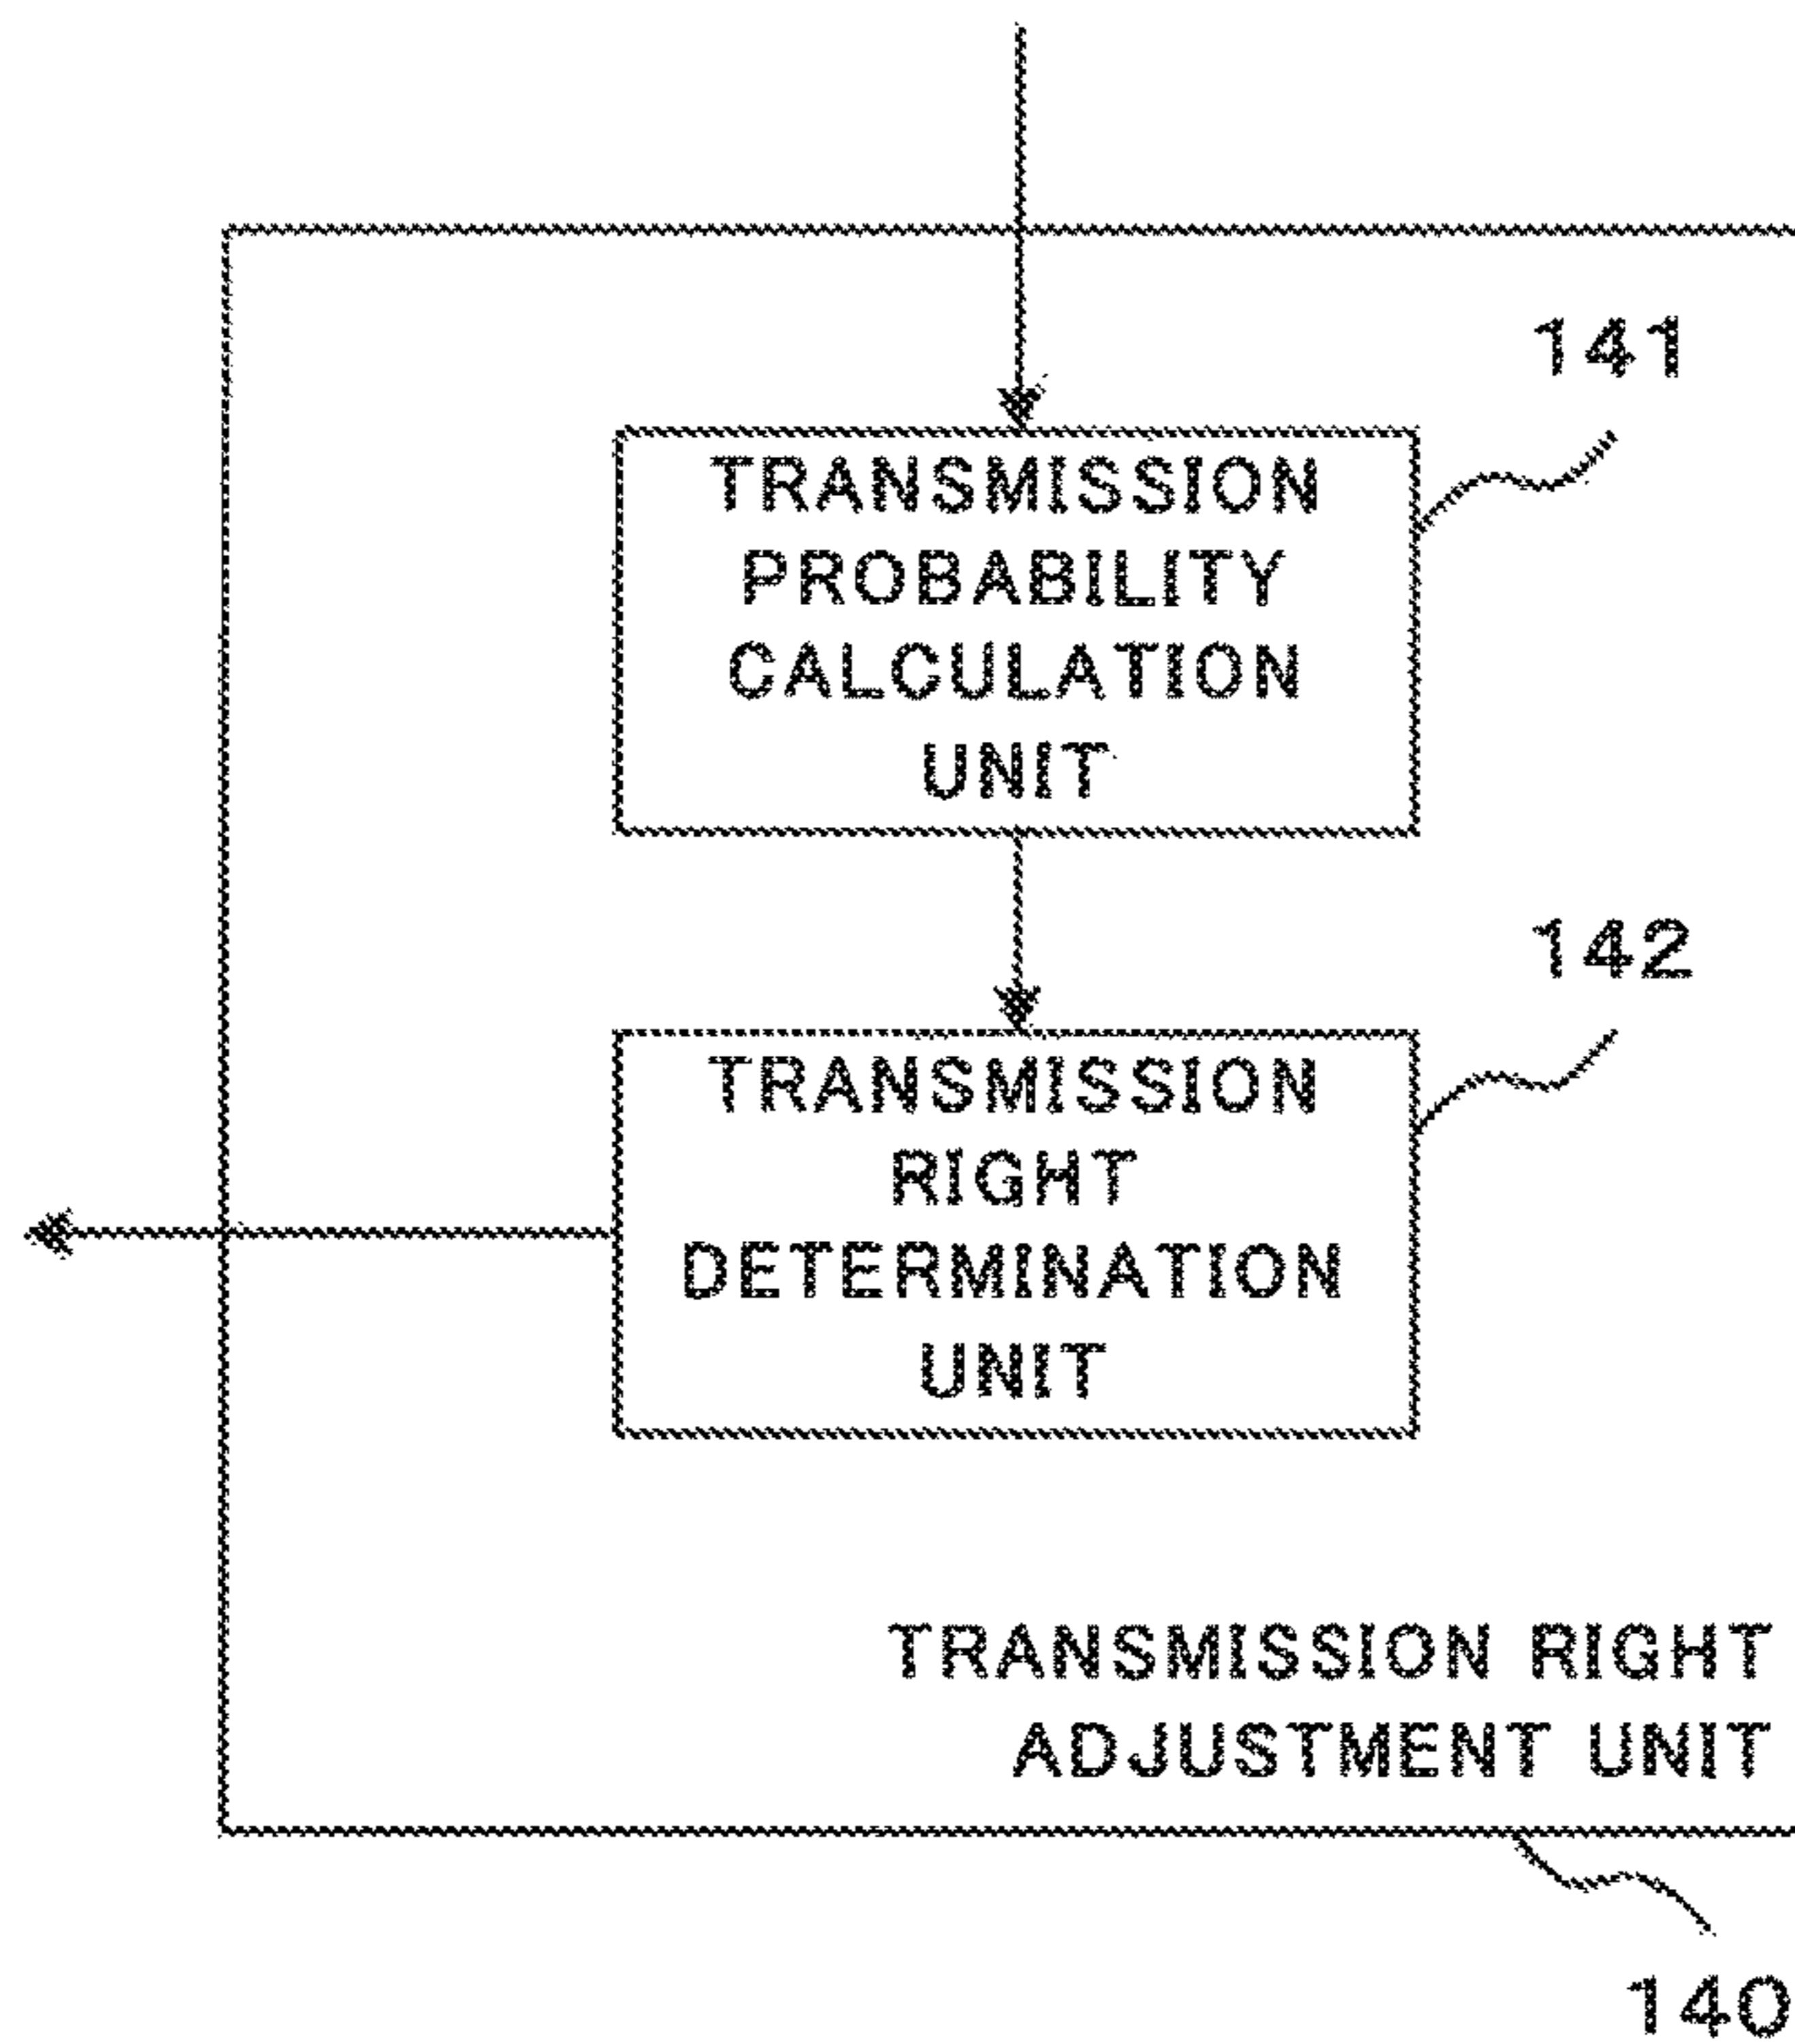 141
TRANSMISSION
PROBABILITY
CALCULATION
UNIT
142
TRANSMISSION
RIGHT
DETERMINATION
UNIT
TRANSMISSION RIGHT
ADJUSTMENT UNIT
140